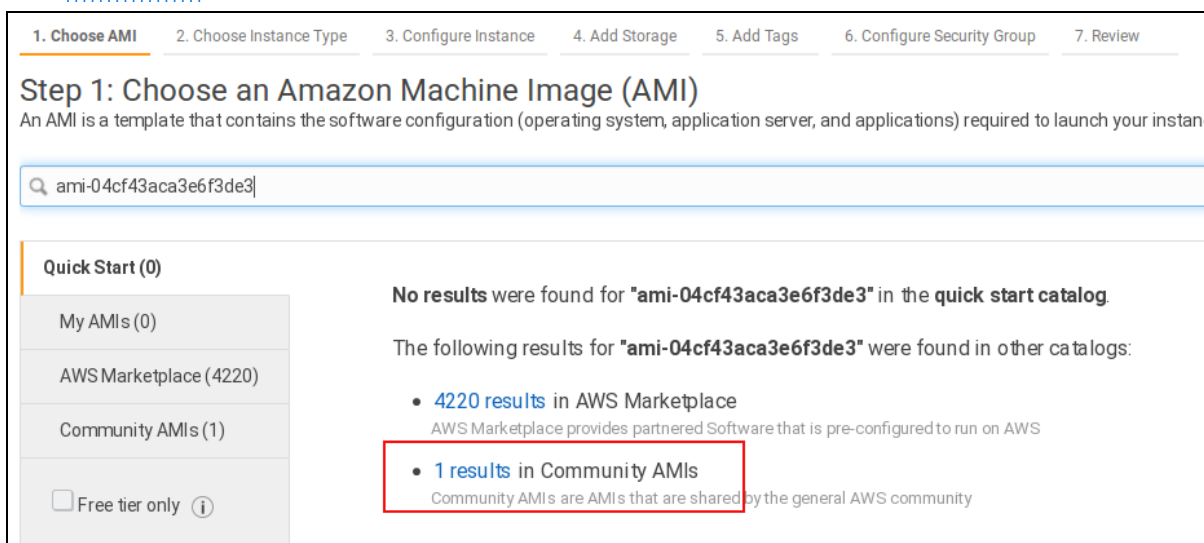 1. Choose AMI 2. Choose Instance Type 3. Configure Instance 4. Add Storage 5. Add Tags 6. Configure Security Group 7. Review
Step 1: Choose an Amazon Machine Image (AMI)
An AMI is a template that contains the software configuration (operating system, application server, and applications) required to launch your instan
ami-04cf43aca3e6f3de3
Quick Start (0)
My AMIs (0)
AWS Marketplace (4220)
Community AMIs (1)
Free tier only i
No results were found for "ami-04cf43aca3e6f3de3" in the quick start catalog.
The following results for "ami-04cf43aca3e6f3de3" were found in other catalogs:
• 4220 results in AWS Marketplace
AWS Marketplace provides partnered Software that is pre-configured to run on AWS
• 1 results in Community AMIs
Community AMIs are AMIs that are shared by the general AWS community